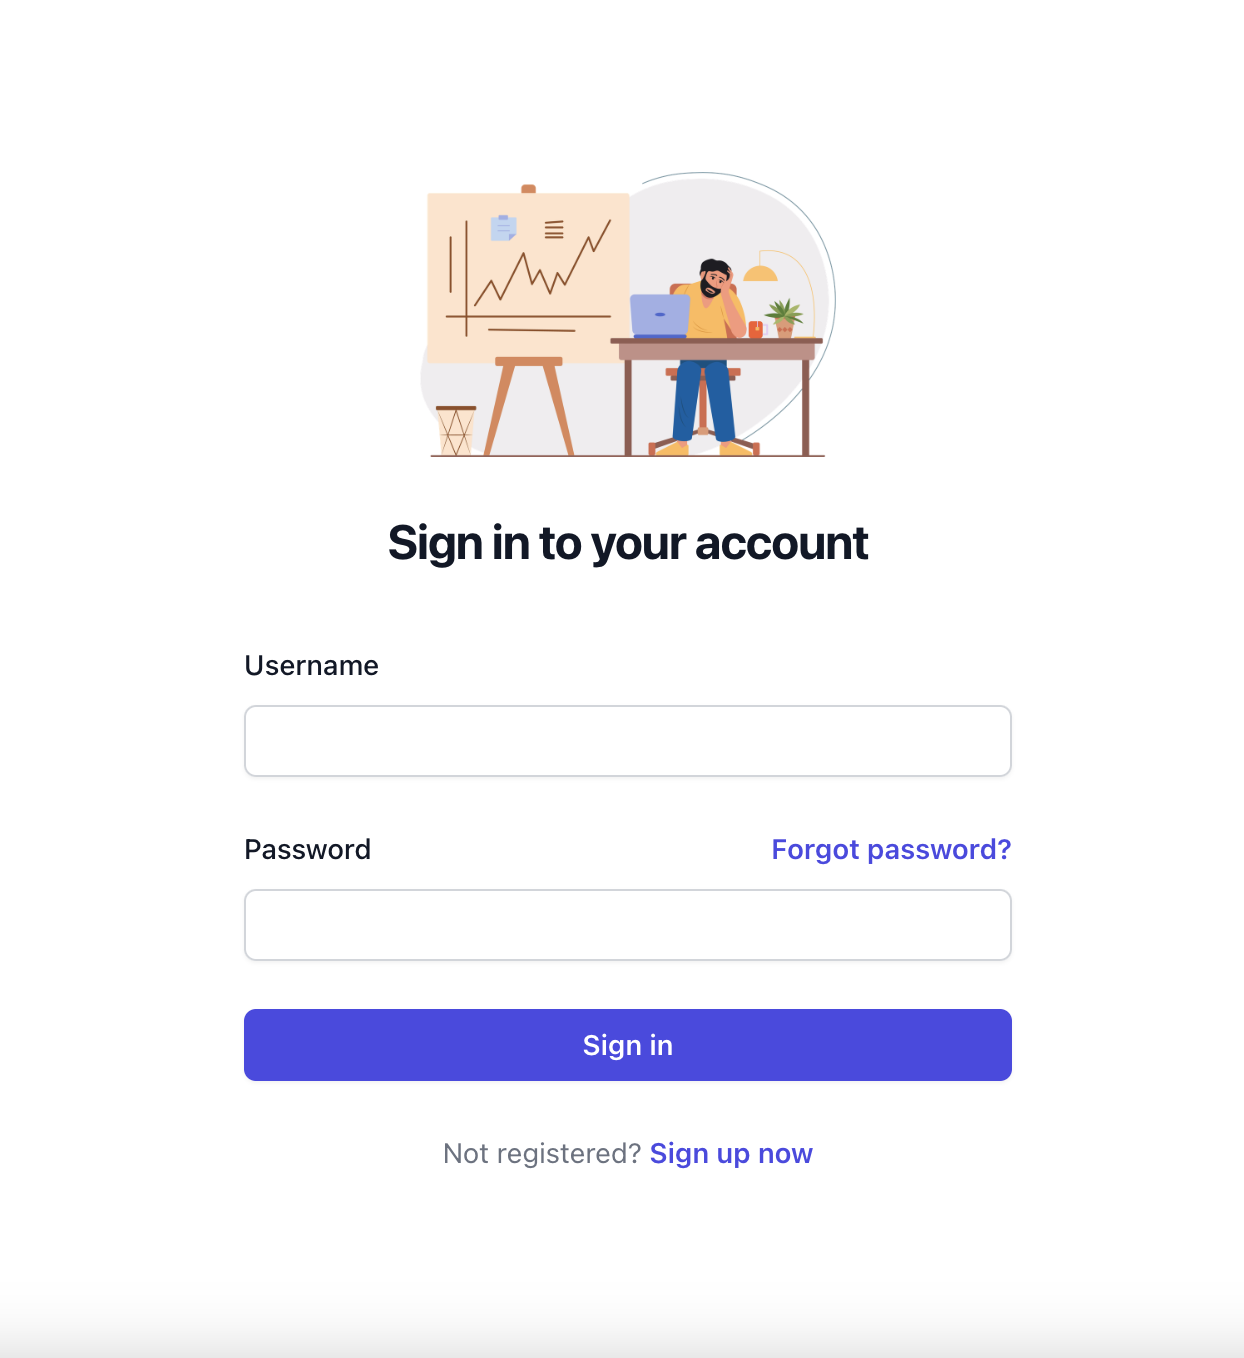 Sign in to your account
Username
Password Forgot password?
Sign in
Not registered? Sign up now